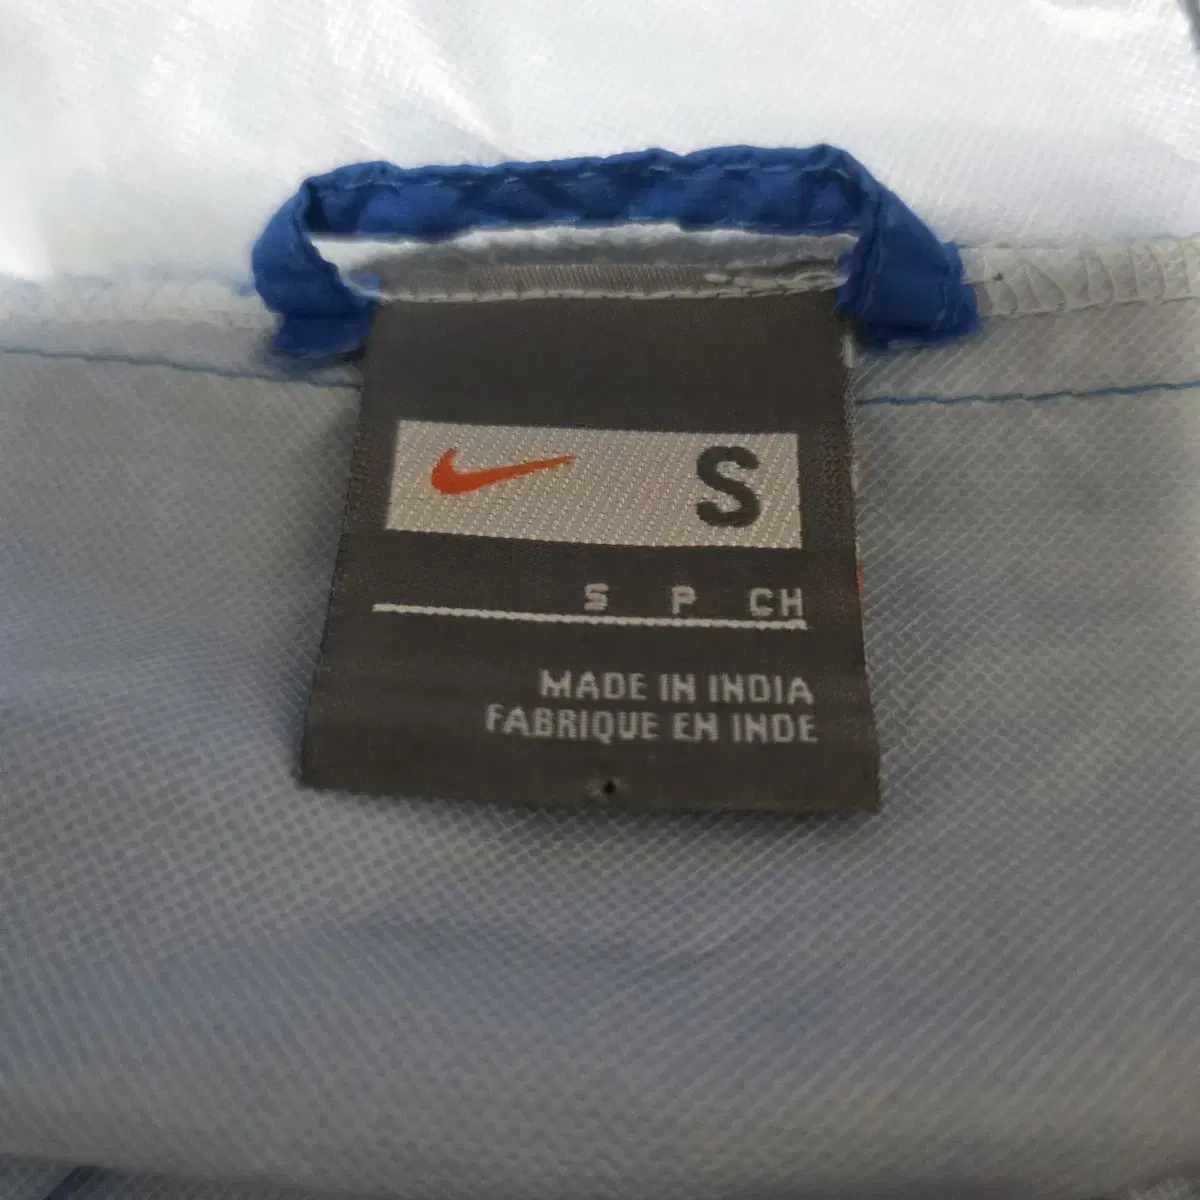 S
S P CH
MADE IN INDIA
FABRIQUE EN INDE